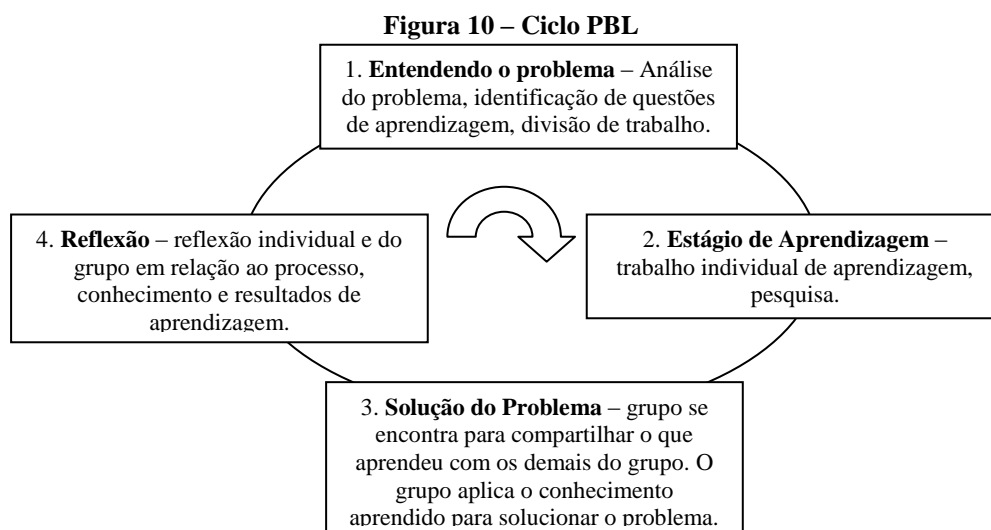 Figura 10 – Ciclo PBL
1. Entendendo o problema – Análise
do problema, identificação de questões
de aprendizagem, divisão de trabalho.
4. Reflexão – reflexão individual e do
grupo em relação ao processo,
conhecimento e resultados de
aprendizagem.
2. Estágio de Aprendizagem –
trabalho individual de aprendizagem,
pesquisa.
3. Solução do Problema – grupo se
encontra para compartilhar o que
aprendeu com os demais do grupo. O
grupo aplica o conhecimento
aprendido para solucionar o problema.